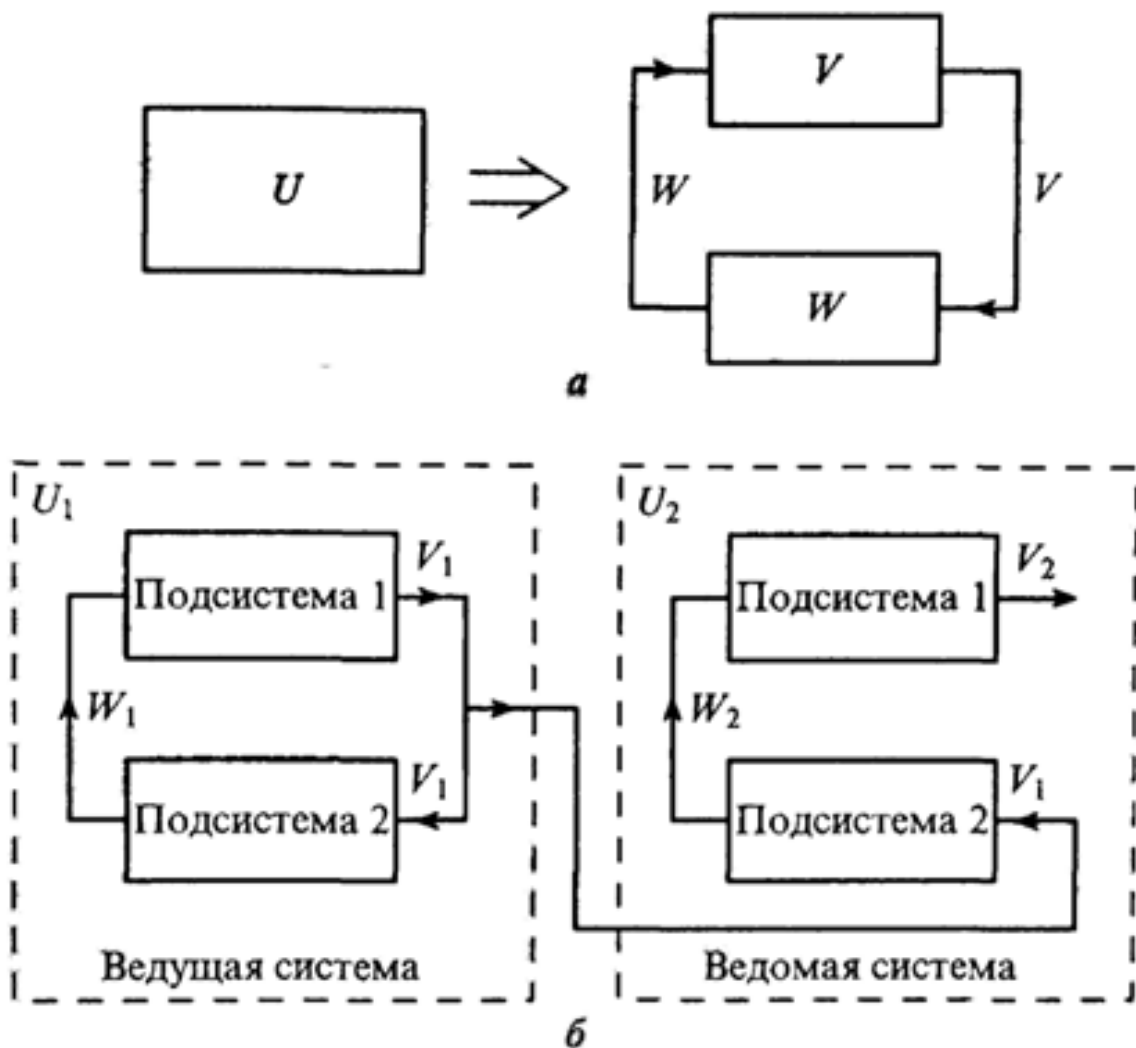 V
U
W
V
W
а
U₁
U₂
V₁
V₂
Подсистема 1
Подсистема 1
W₁
W₂
V₁
V₁
Подсистема 2
Подсистема 2
Ведущая система
Ведомая система
б